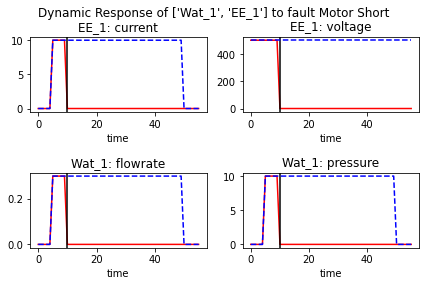 Dynamic Response of ['Wat_1', 'EE_1'] to fault Motor Short
EE_1: current
EE_1: voltage
10
5
0
0
20
40
time
400
200
0
0
20
40
time
Wat_1: flowrate
Wat_1: pressure
0.2
0.0
0
20
40
time
10
5
0
0
20
40
time